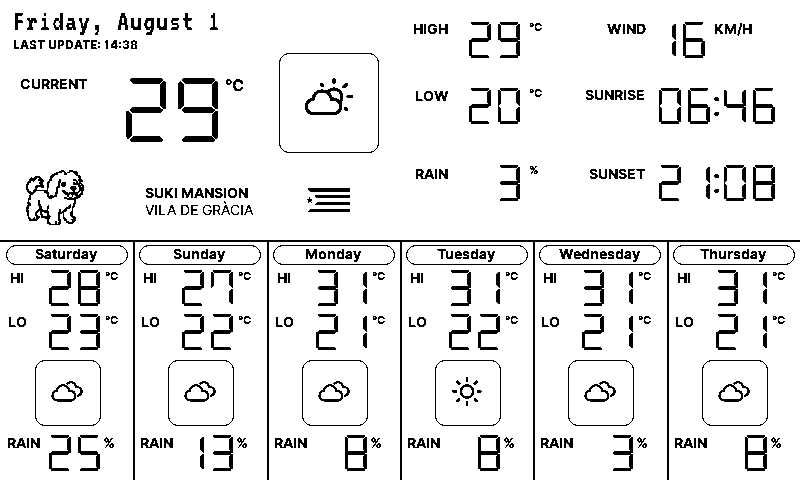 Friday, August 1
LAST UPDATE: 14:38
CURRENT 29 °C
HIGH 29 °C
WIND 16 KM/H
LOW 20 °C
SUNRISE 06:46
RAIN 3 %
SUNSET 21:08
SUKI MANSION
VILA DE GRÀCIA
Saturday
HI 28 °C
LO 23 °C
RAIN 25 %
Sunday
HI 27 °C
LO 22 °C
RAIN 13 %
Monday
HI 31 °C
LO 21 °C
RAIN 8 %
Tuesday
HI 31 °C
LO 22 °C
RAIN 8 %
Wednesday
HI 31 °C
LO 21 °C
RAIN 3 %
Thursday
HI 31 °C
LO 21 °C
RAIN 8 %